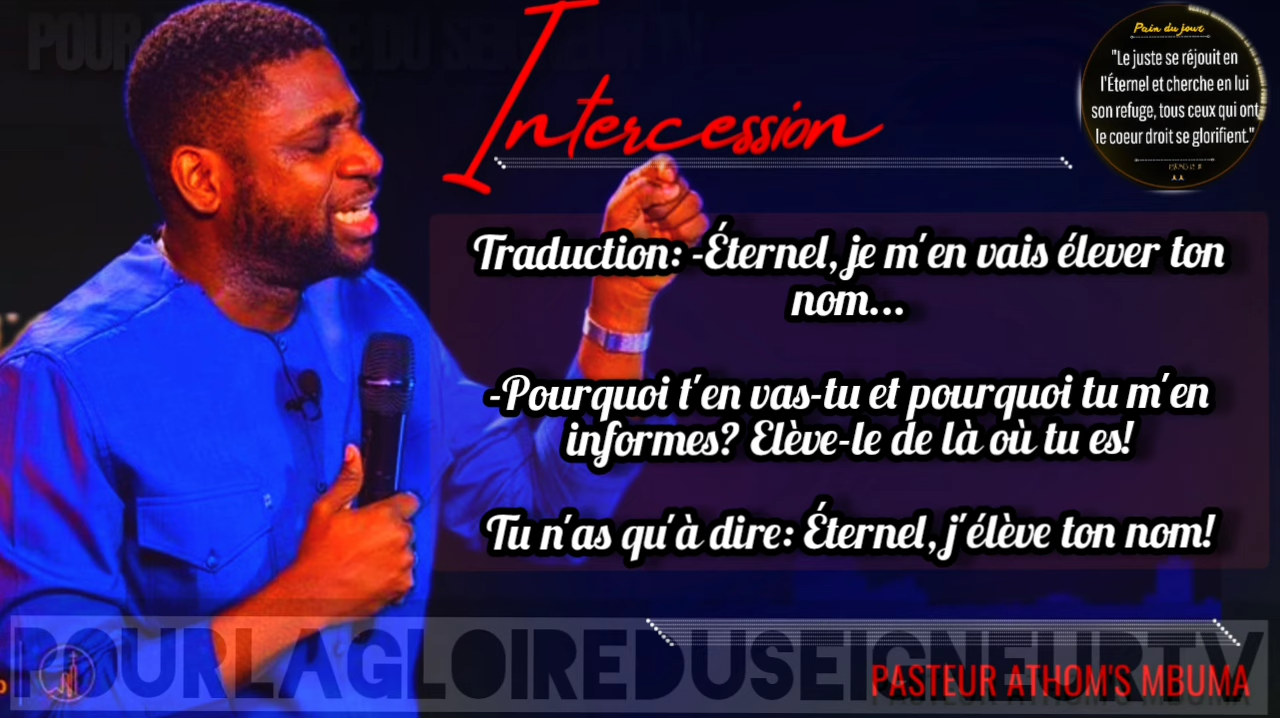 Intercession
Pain du jour
"Le juste se réjouit en
l'Éternel et cherche en lui
son refuge, tous ceux qui ont
le coeur droit se glorifient."
Traduction: -Éternel, je m'en vais élever ton
nom...
-Pourquoi t'en vas-tu et pourquoi tu m'en
informes? Elève-le de là où tu es!
Tu n'as qu'à dire: Éternel, j'élève ton nom!
POURLAGLOIREDUSEIGNEURTV
PASTEUR ATHOM'S MBUMA